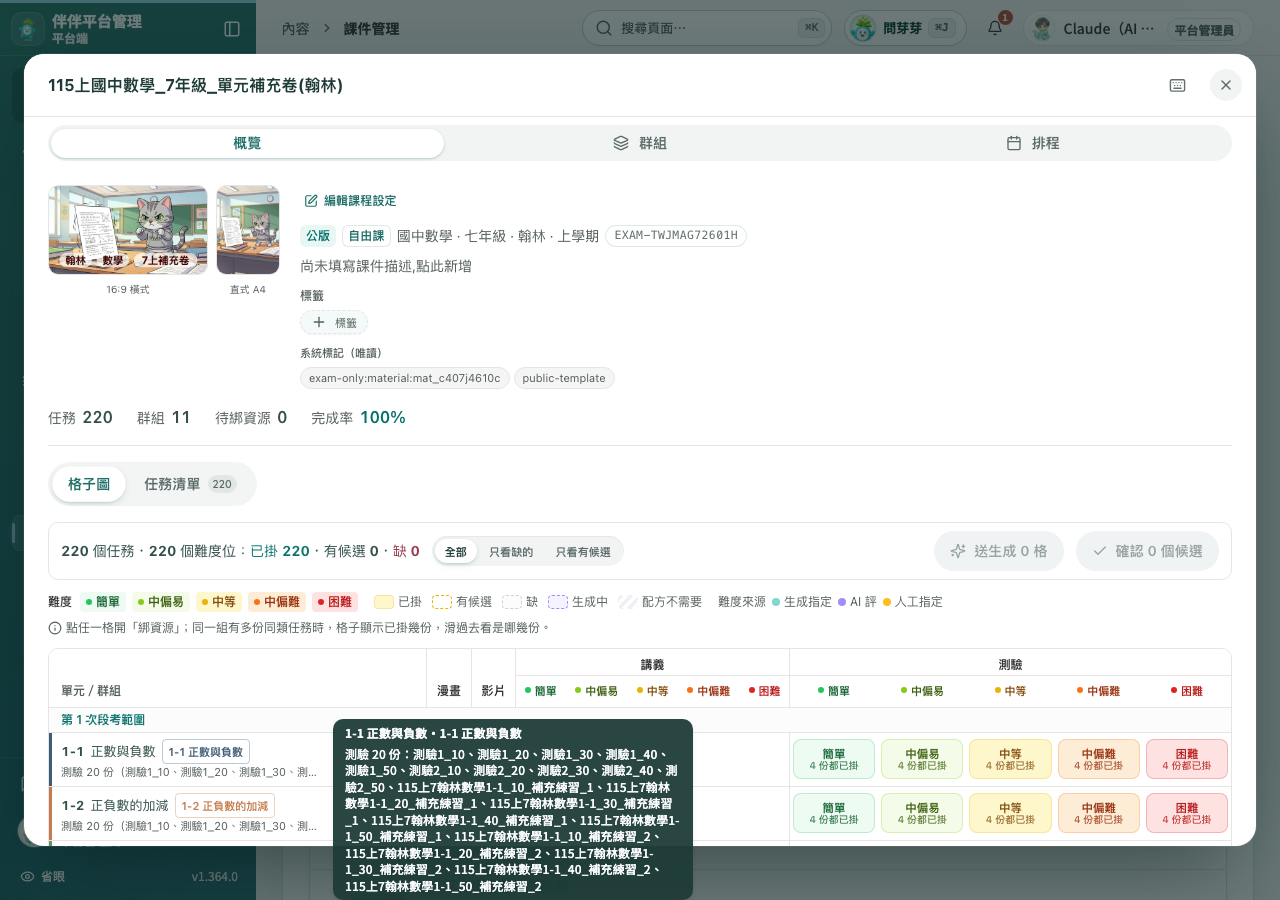 伴伴平台管理
平台端
內容 > 課件管理
搜尋頁面… ⌘K
問芽芽 ⌘J
1
Claude（AI … 平台管理員
115上國中數學_7年級_單元補充卷(翰林)
概覽 群組 排程
翰林 數學 7上補充卷
16:9 橫式 直式 A4
編輯課程設定
公版 自由課 國中數學 · 七年級 · 翰林 · 上學期 EXAM-TWJMAG72601H
尚未填寫課件描述,點此新增
標籤
+ 標籤
系統標記（唯讀）
exam-only:material:mat_c407j4610c public-template
任務 220 群組 11 待綁資源 0 完成率 100%
格子圖 任務清單 220
220 個任務 · 220 個難度位：已掛 220 · 有候選 0 · 缺 0 全部 只看缺的 只看有候選 送生成 0 格 確認 0 個候選
難度 簡單 中偏易 中等 中偏難 困難 已掛 有候選 缺 生成中 配方不需要 難度來源 生成指定 AI 評 人工指定
點任一格開「綁資源」；同一組有多份同類任務時，格子顯示已掛幾份，滑過去看是哪幾份。
單元 / 群組 漫畫 影片 講義 測驗
簡單 中偏易 中等 中偏難 困難 簡單 中偏易 中等 中偏難 困難
第 1 次段考範圍
1-1 正數與負數 1-1 正數與負數
測驗 20 份（測驗1_10、測驗1_20、測驗1_30、測…
簡單 中偏易 中等 中偏難 困難
4 份都已掛 4 份都已掛 4 份都已掛 4 份都已掛 4 份都已掛
1-2 正負數的加減 1-2 正負數的加減
測驗 20 份（測驗1_10、測驗1_20、測驗1_30、測…
簡單 中偏易 中等 中偏難 困難
4 份都已掛 4 份都已掛 4 份都已掛 4 份都已掛 4 份都已掛
1-1 正數與負數・1-1 正數與負數
測驗 20 份：測驗1_10、測驗1_20、測驗1_30、測驗1_40、
測驗1_50、測驗2_10、測驗2_20、測驗2_30、測驗2_40、測
驗2_50、115上7翰林數學1-1_10_補充練習_1、115上7翰林
數學1-1_20_補充練習_1、115上7翰林數學1-1_30_補充練習
_1、115上7翰林數學1-1_40_補充練習_1、115上7翰林數學1-
1_50_補充練習_1、115上7翰林數學1-1_10_補充練習_2、
115上7翰林數學1-1_20_補充練習_2、115上7翰林數學1-
1_30_補充練習_2、115上7翰林數學1-1_40_補充練習_2、
115上7翰林數學1-1_50_補充練習_2
省眼 v1.364.0